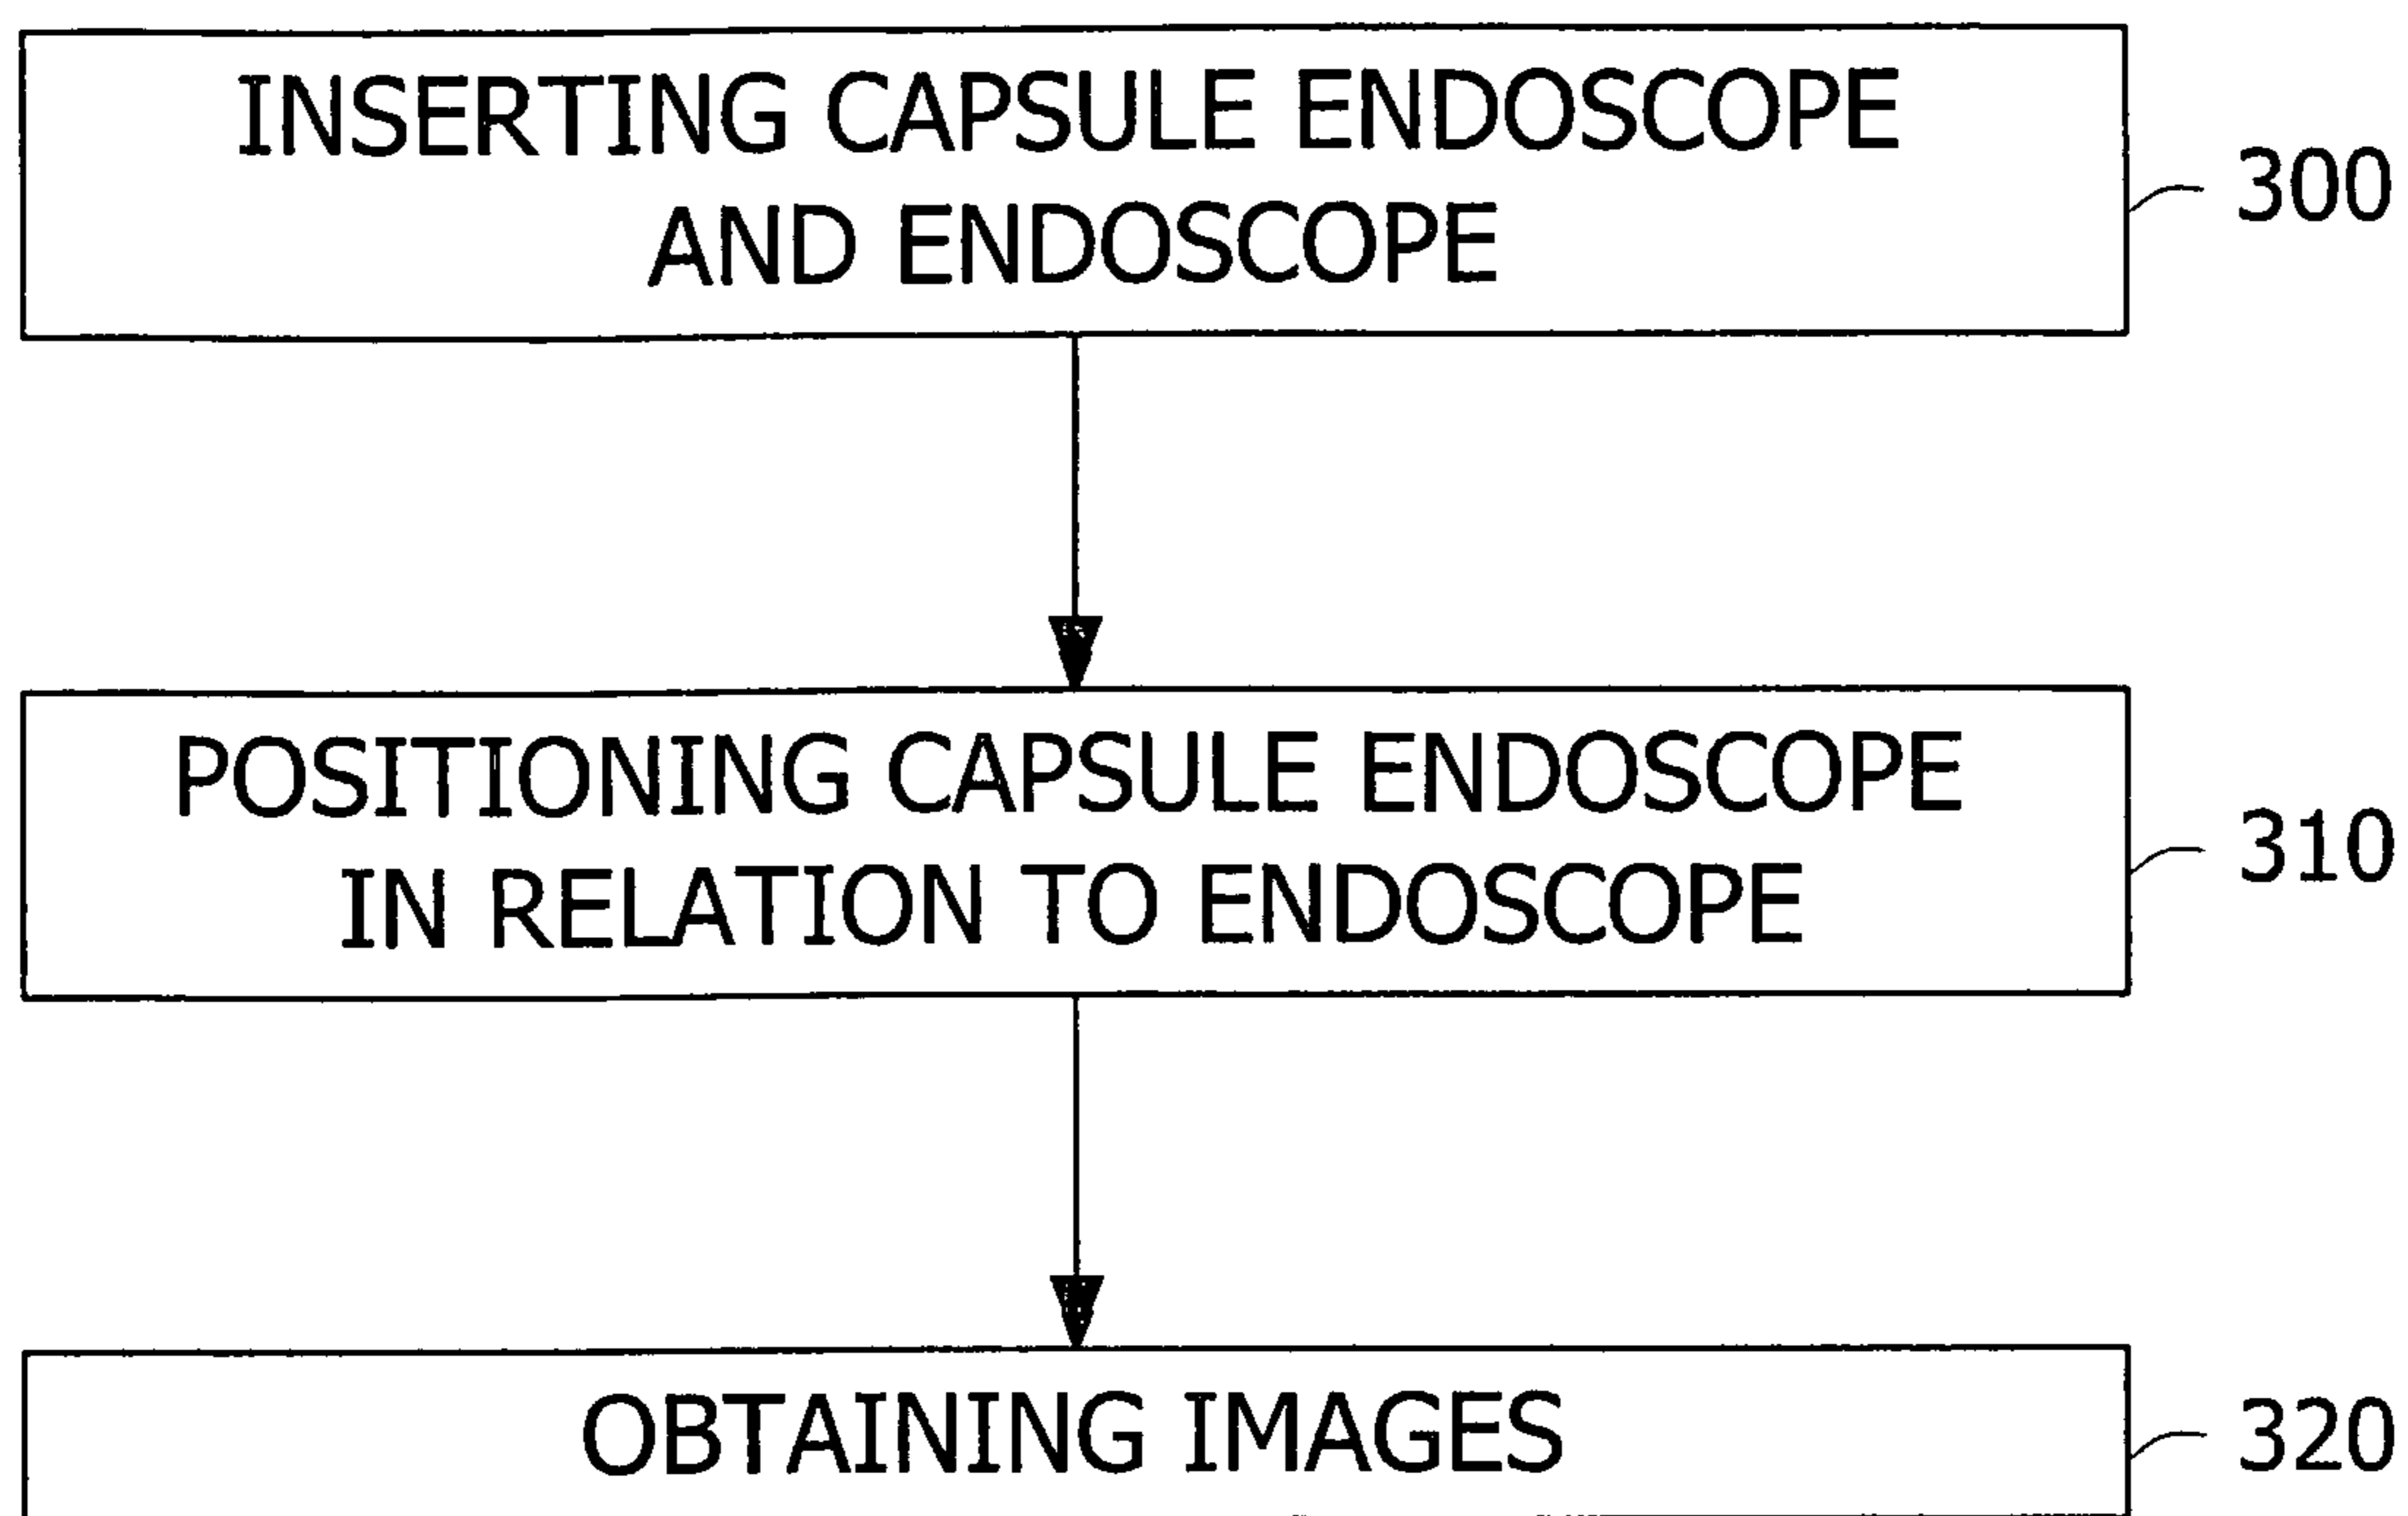 INSERTING CAPSULE ENDOSCOPE
AND ENDOSCOPE
300
POSITIONING CAPSULE ENDOSCOPE
IN RELATION TO ENDOSCOPE
310
OBTAINING IMAGES
320